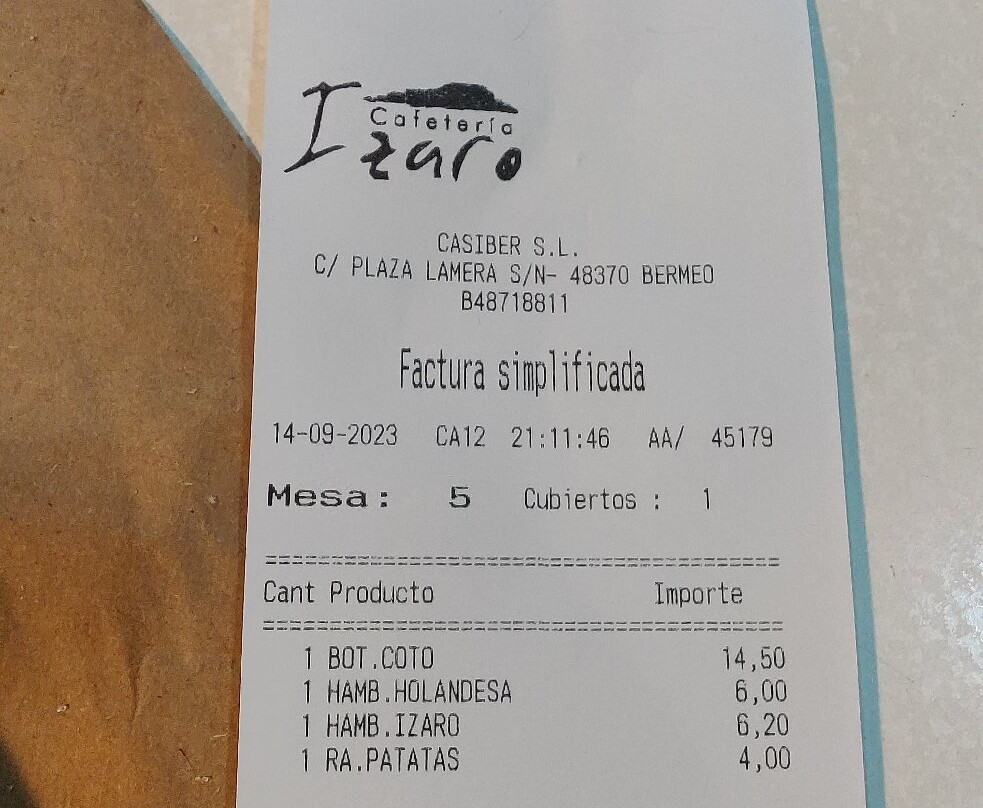 Cafetería
Izaro
CASIBER S.L.
C/ PLAZA LAMERA S/N- 48370 BERMEO
B48718811
Factura simplificada
14-09-2023 CA12 21:11:46 AA/ 45179
Mesa: 5 Cubiertos : 1
Cant Producto Importe
1 BOT.COTO 14,50
1 HAMB.HOLANDESA 6,00
1 HAMB.IZARO 6,20
1 RA.PATATAS 4,00